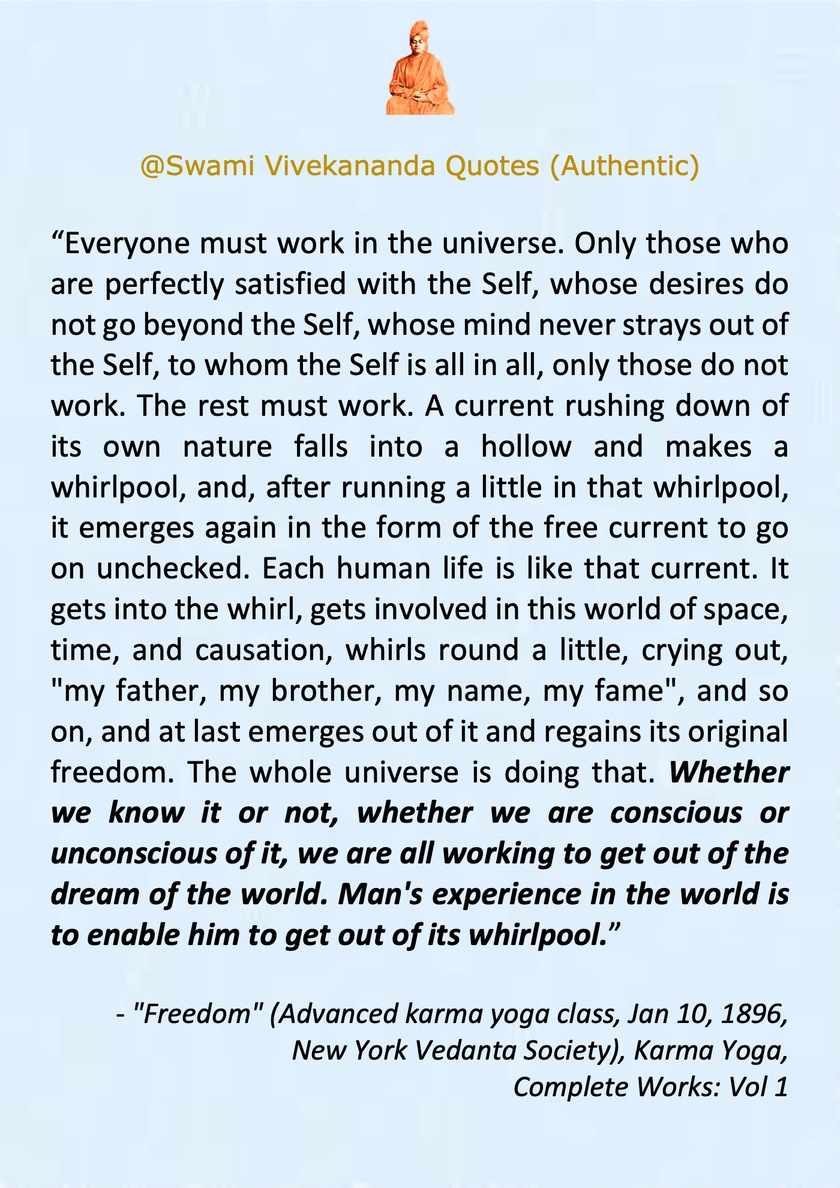 @Swami Vivekananda Quotes (Authentic)
“Everyone must work in the universe. Only those who
are perfectly satisfied with the Self, whose desires do
not go beyond the Self, whose mind never strays out of
the Self, to whom the Self is all in all, only those do not
work. The rest must work. A current rushing down of
its own nature falls into a hollow and makes a
whirlpool, and, after running a little in that whirlpool,
it emerges again in the form of the free current to go
on unchecked. Each human life is like that current. It
gets into the whirl, gets involved in this world of space,
time, and causation, whirls round a little, crying out,
"my father, my brother, my name, my fame", and so
on, and at last emerges out of it and regains its original
freedom. The whole universe is doing that. Whether
we know it or not, whether we are conscious or
unconscious of it, we are all working to get out of the
dream of the world. Man's experience in the world is
to enable him to get out of its whirlpool.”
- "Freedom" (Advanced karma yoga class, Jan 10, 1896,
New York Vedanta Society), Karma Yoga,
Complete Works: Vol 1